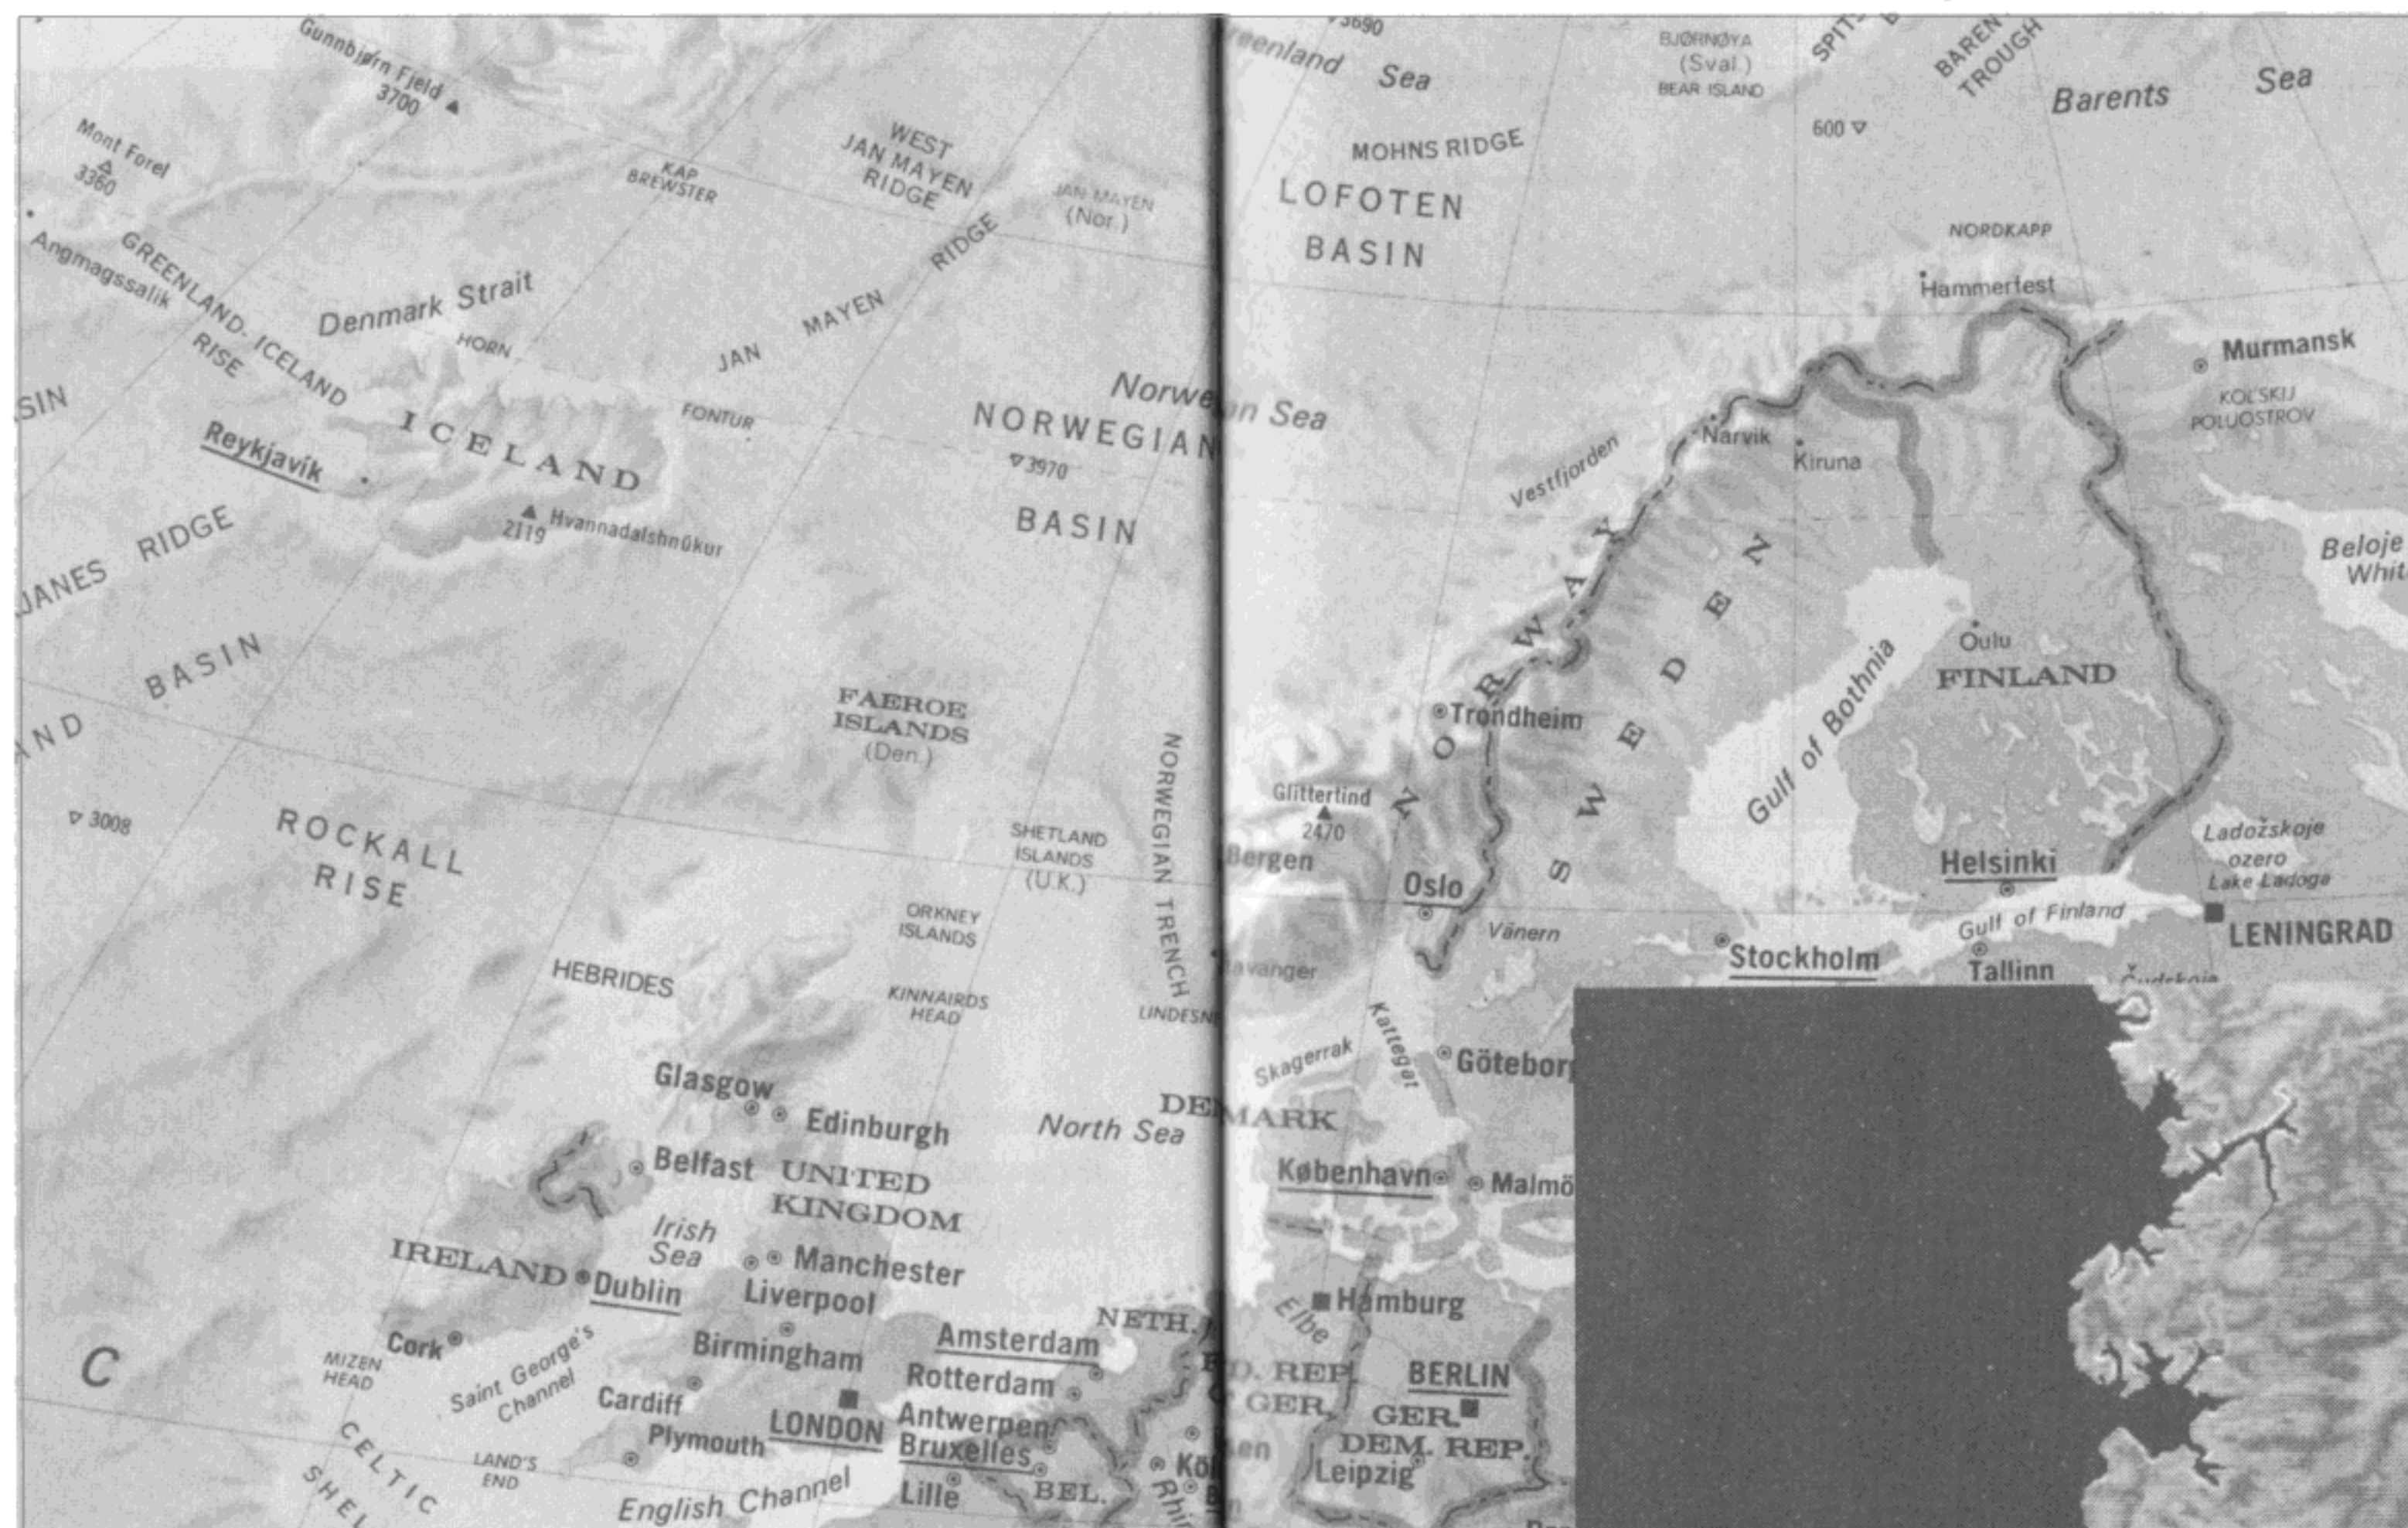 Gunnbjørn Fjeld
3700
Mont Forel
3360
Angmagssalik
GREENLAND-ICELAND
RISE
Denmark Strait
KAP
BREWSTER
WEST
JAN MAYEN
RIDGE
JAN MAYEN
(Nor.)
JAN MAYEN RIDGE
HORN
FONTUR
ICELAND
Reykjavík
2119
Hvannadalshnúkur
JANES RIDGE
BASIN
NORWEGIAN
3970
BASIN
FAEROE
ISLANDS
(Den.)
3008
ROCKALL
RISE
SHETLAND
ISLANDS
(U.K.)
NORWEGIAN TRENCH
ORKNEY
ISLANDS
HEBRIDES
KINNAIRDS
HEAD
Glasgow
Edinburgh
North Sea
Belfast
UNITED
KINGDOM
Irish
Sea
IRELAND
Dublin
Manchester
Liverpool
Cork
MIZEN
HEAD
Saint George's
Channel
Birmingham
Cardiff
LONDON
Plymouth
LAND'S
END
C
CELTIC
English Channel
Amsterdam
Rotterdam
Antwerpen
Bruxelles
Lille
BEL.
NETH.
3690
Sea
BJØRNØYA
(Sval.)
BEAR ISLAND
TROUGH
Barents Sea
600
MOHNS RIDGE
LOFOTEN
BASIN
NORDKAPP
Hammerfest
Murmansk
KOL'SKIJ
POLUOSTROV
Narvik
Kiruna
Vestfjorden
Beloje
NORWAY
SWEDEN
Oulu
FINLAND
Gulf of Bothnia
Trondheim
Glittertind
2470
Bergen
Oslo
Vänern
Helsinki
Ladožskoje
ozero
Lake Ladoga
Gulf of Finland
LENINGRAD
Stockholm
Tallinn
Skagerrak
Kattegat
Göteborg
DENMARK
København
Malmö
Elbe
Hamburg
BERLIN
GER.
DEM. REP.
Leipzig
D. REP.
GER.